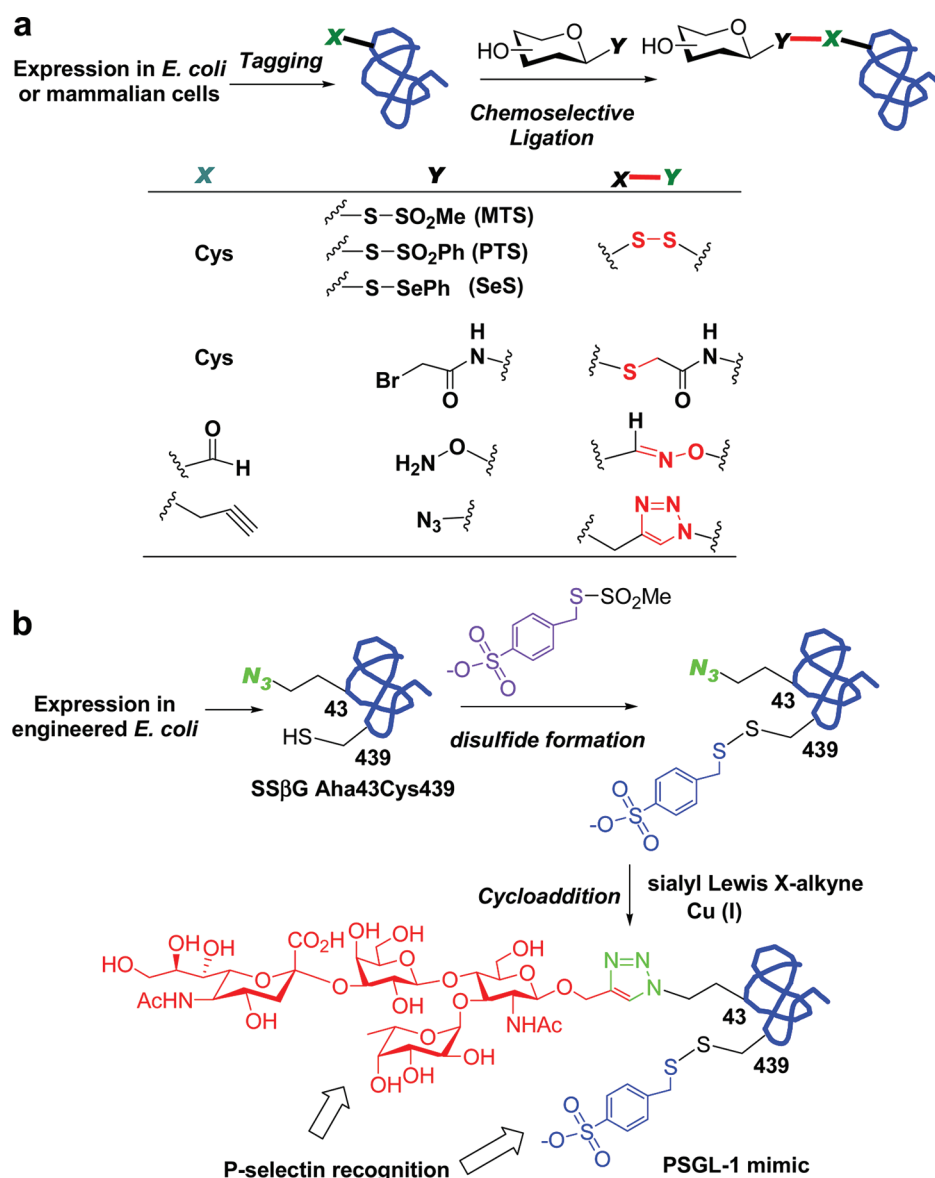 a
Expression in E. coli
or mammalian cells
Tagging
X
HO
O
Y
Chemoselective
Ligation
HO
O
Y
X
X
Y
X Y
Cys
S SO2Me (MTS)
S SO2Ph (PTS)
S SePh (SeS)
S S
Cys
Br
O
H
N
S
O
H
N
O
H
H2N O
H
N O
N3
N N
N
b
Expression in
engineered E. coli
N3
43
HS
439
SSβG Aha43Cys439
S SO2Me
O
-O S
O
disulfide formation
N3
43
S
S
439
O
-O S
O
Cycloaddition
sialyl Lewis X-alkyne
Cu (I)
HO
OH
OH
CO2H
O
AcHN
OH
O
OH
OH
O
OH
O
OH
O
O
NHAc
O
O
O
OH
OH
OH
N N
N
43
S
S
439
O
-O S
O
P-selectin recognition
PSGL-1 mimic